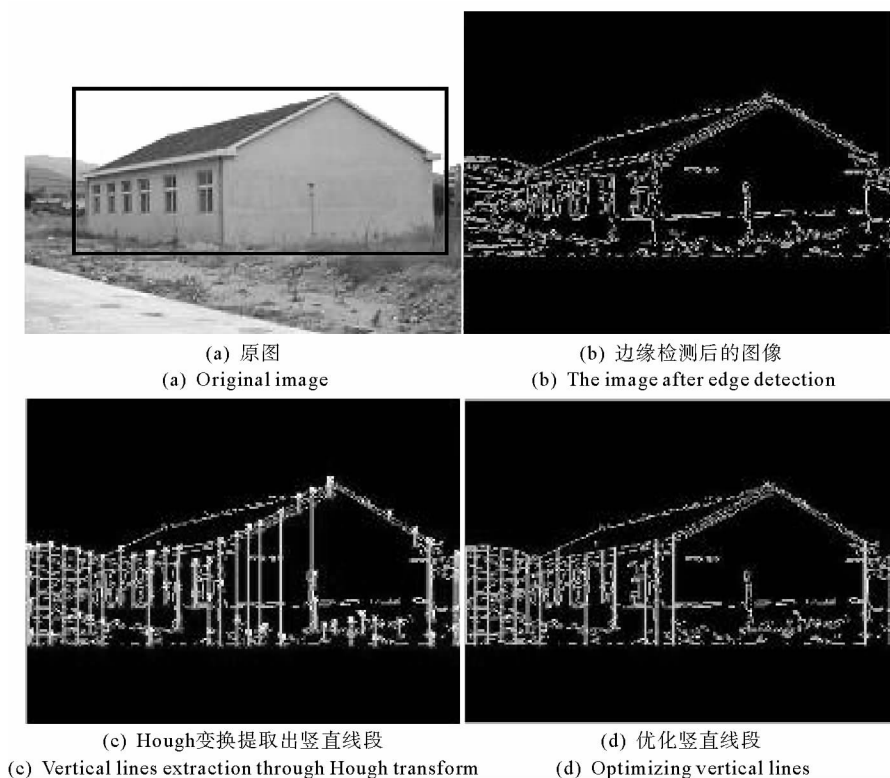 (a) 原图
(a) Original image
(b) 边缘检测后的图像
(b) The image after edge detection
(c) Hough变换提取出竖直线段
(c) Vertical lines extraction through Hough transform
(d) 优化竖直线段
(d) Optimizing vertical lines